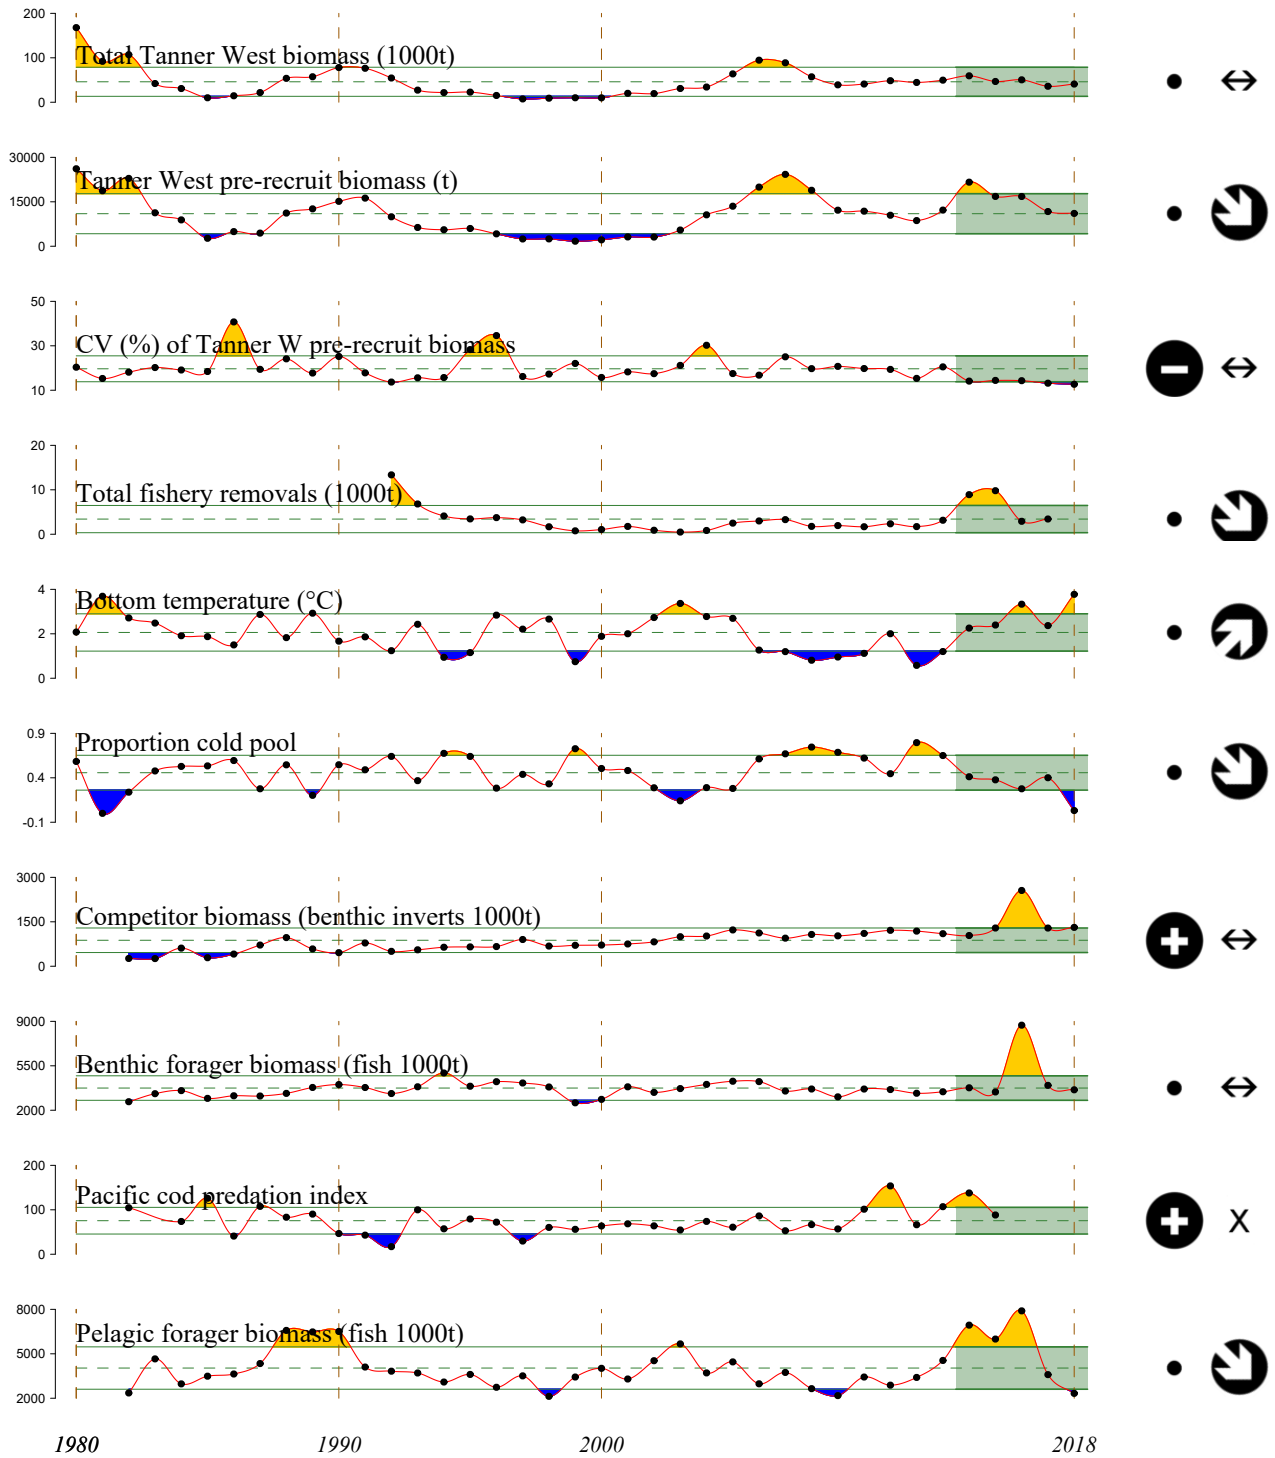 200
100
0
Total Tanner West biomass (1000t)
30000
15000
0
Tanner West pre-recruit biomass (t)
50
30
10
CV (%) of Tanner W pre-recruit biomass
20
10
0
Total fishery removals (1000t)
4
2
0
Bottom temperature (°C)
0.9
0.4
-0.1
Proportion cold pool
3000
1500
0
Competitor biomass (benthic inverts 1000t)
9000
5500
2000
Benthic forager biomass (fish 1000t)
200
100
0
Pacific cod predation index
X
8000
5000
2000
Pelagic forager biomass (fish 1000t)
1980 1990 2000 2018